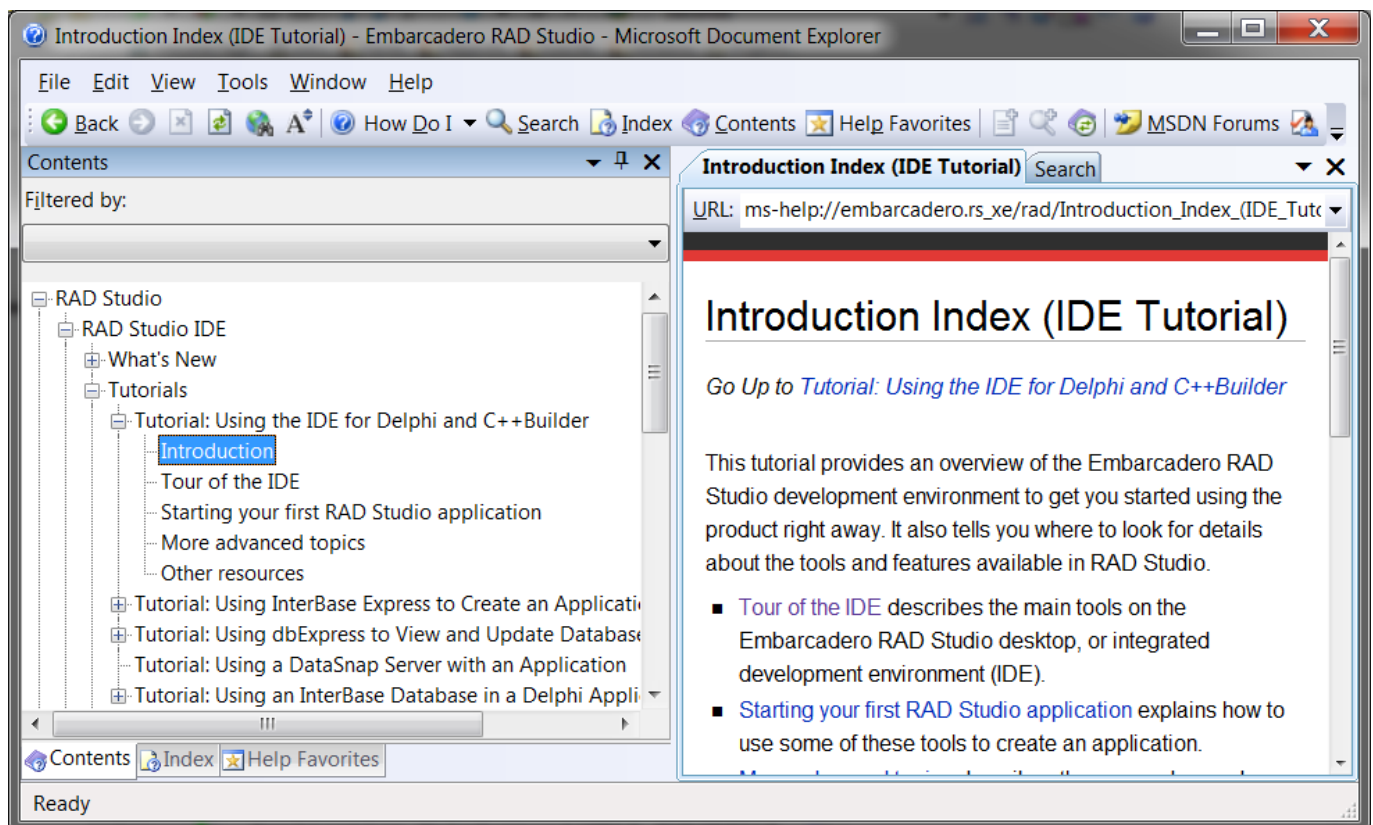 Introduction Index (IDE Tutorial) - Embarcadero RAD Studio - Microsoft Document Explorer
File Edit View Tools Window Help
Back How Do I Search Index Contents Help Favorites MSDN Forums
Contents
Filtered by:
RAD Studio
RAD Studio IDE
What's New
Tutorials
Tutorial: Using the IDE for Delphi and C++Builder
Introduction
Tour of the IDE
Starting your first RAD Studio application
More advanced topics
Other resources
Tutorial: Using InterBase Express to Create an Applicati
Tutorial: Using dbExpress to View and Update Database
Tutorial: Using a DataSnap Server with an Application
Tutorial: Using an InterBase Database in a Delphi Appli
Contents Index Help Favorites
Introduction Index (IDE Tutorial) Search
URL: ms-help://embarcadero.rs_xe/rad/Introduction_Index_(IDE_Tutc
Introduction Index (IDE Tutorial)
Go Up to Tutorial: Using the IDE for Delphi and C++Builder
This tutorial provides an overview of the Embarcadero RAD
Studio development environment to get you started using the
product right away. It also tells you where to look for details
about the tools and features available in RAD Studio.
Tour of the IDE describes the main tools on the
Embarcadero RAD Studio desktop, or integrated
development environment (IDE).
Starting your first RAD Studio application explains how to
use some of these tools to create an application.
Ready